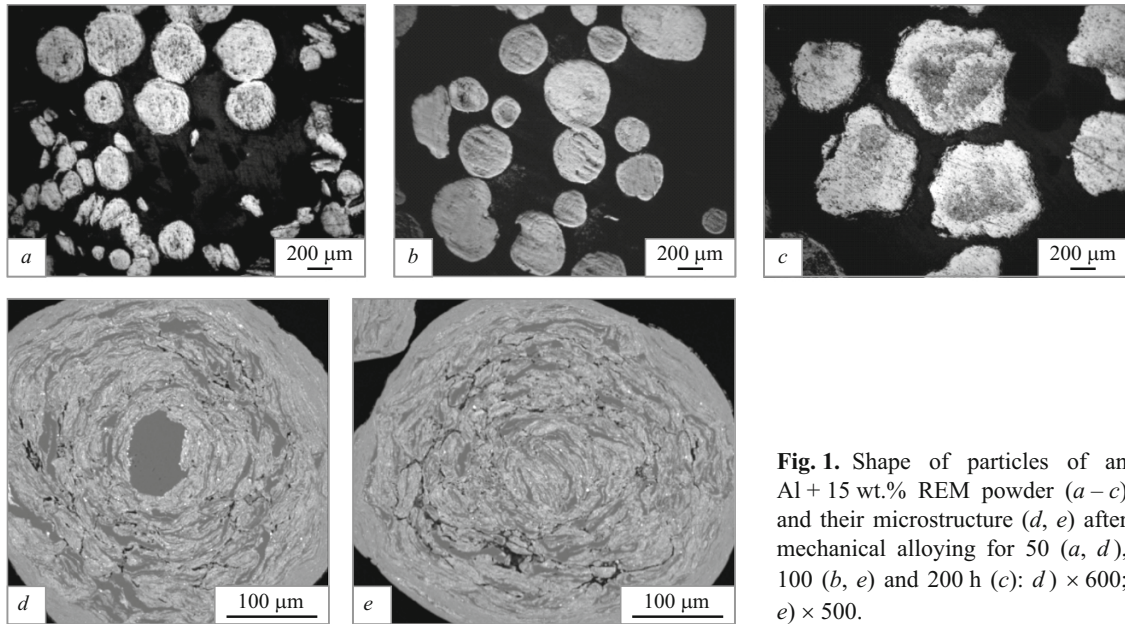 a
200 μm
b
200 μm
c
200 μm
d
100 μm
e
100 μm
Fig. 1. Shape of particles of an
Al + 15 wt.% REM powder (a – c)
and their microstructure (d, e) after
mechanical alloying for 50 (a, d),
100 (b, e) and 200 h (c): d) × 600;
e) × 500.